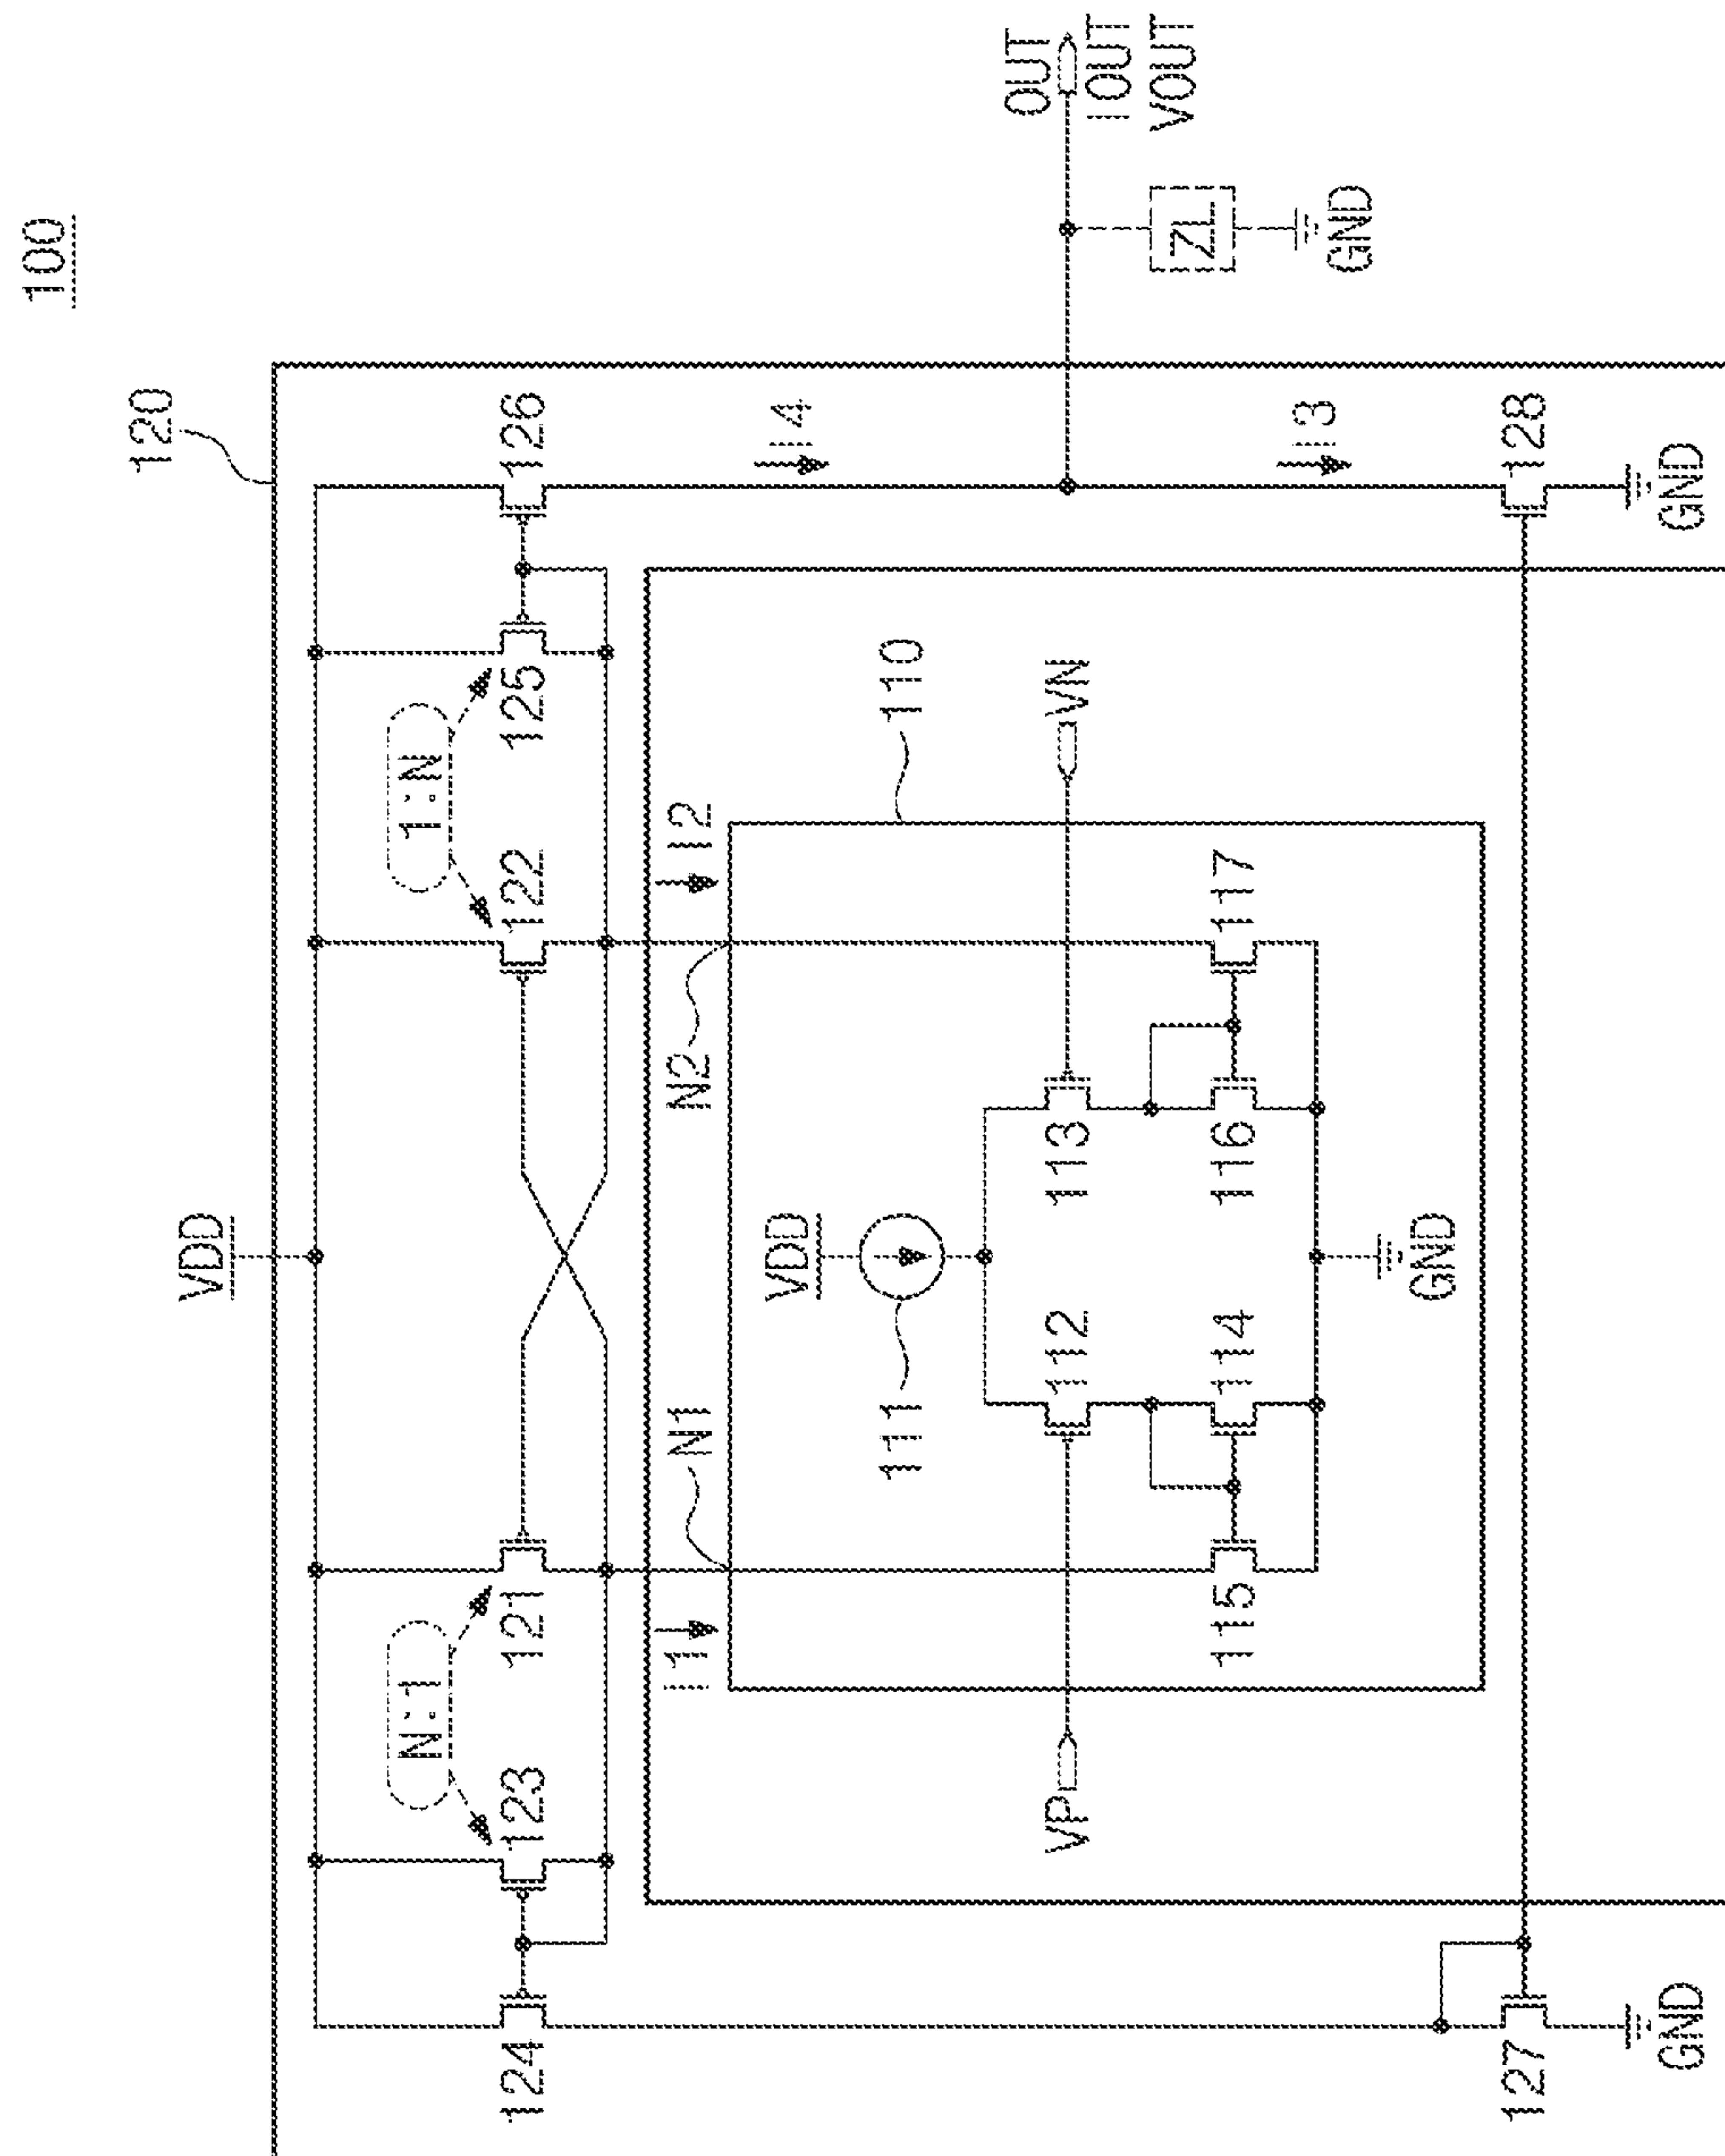 100
120
VDD
N:1
1:N
124
123
121
122
125
126
I1
N1
N2
I2
I4
110
VDD
111
OUT
IOUT
VOUT
VP
112
113
VN
ZL
GND
115
114
116
117
I3
GND
127
GND
128
GND